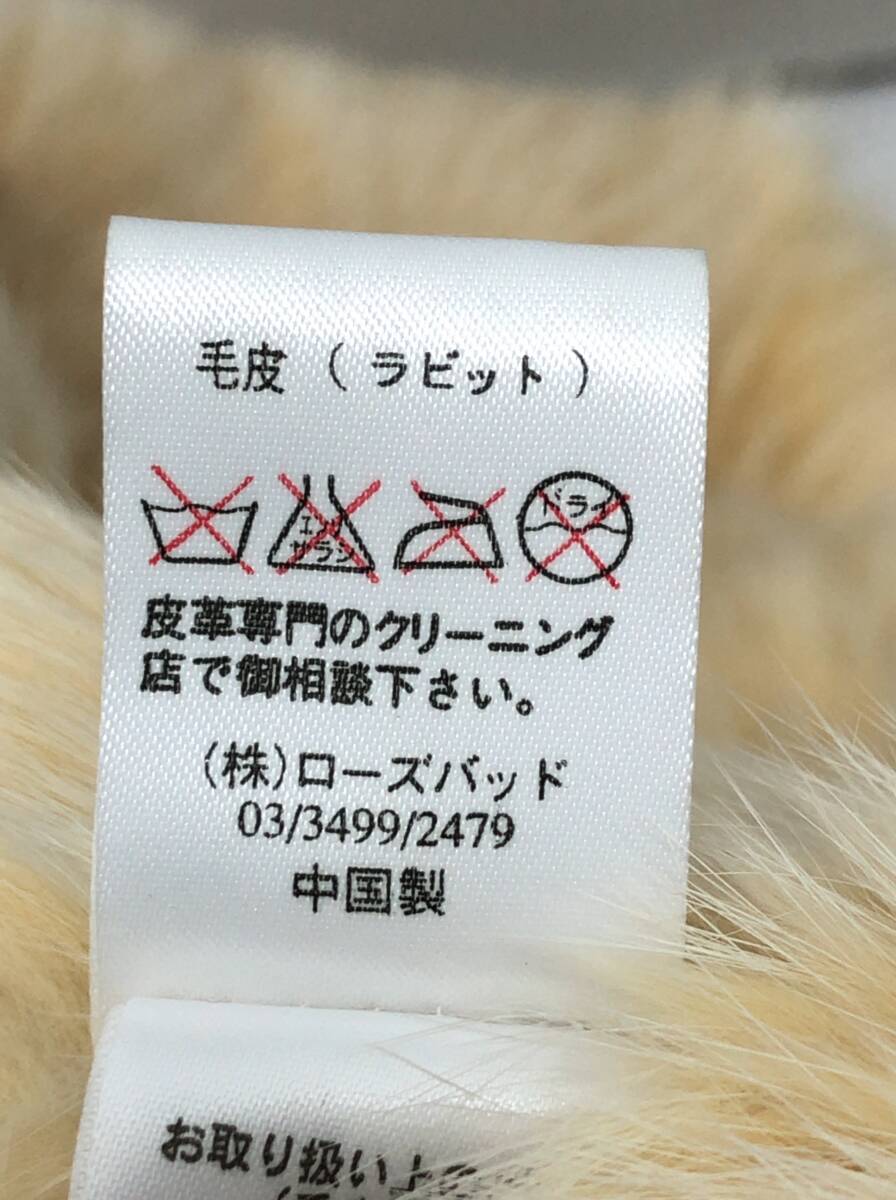 毛皮（ラビット）
エンソ
サラシ
ドライ
皮革専門のクリーニング
店で御相談下さい。
(株)ローズバッド
03/3499/2479
中国製
お取り扱い上の